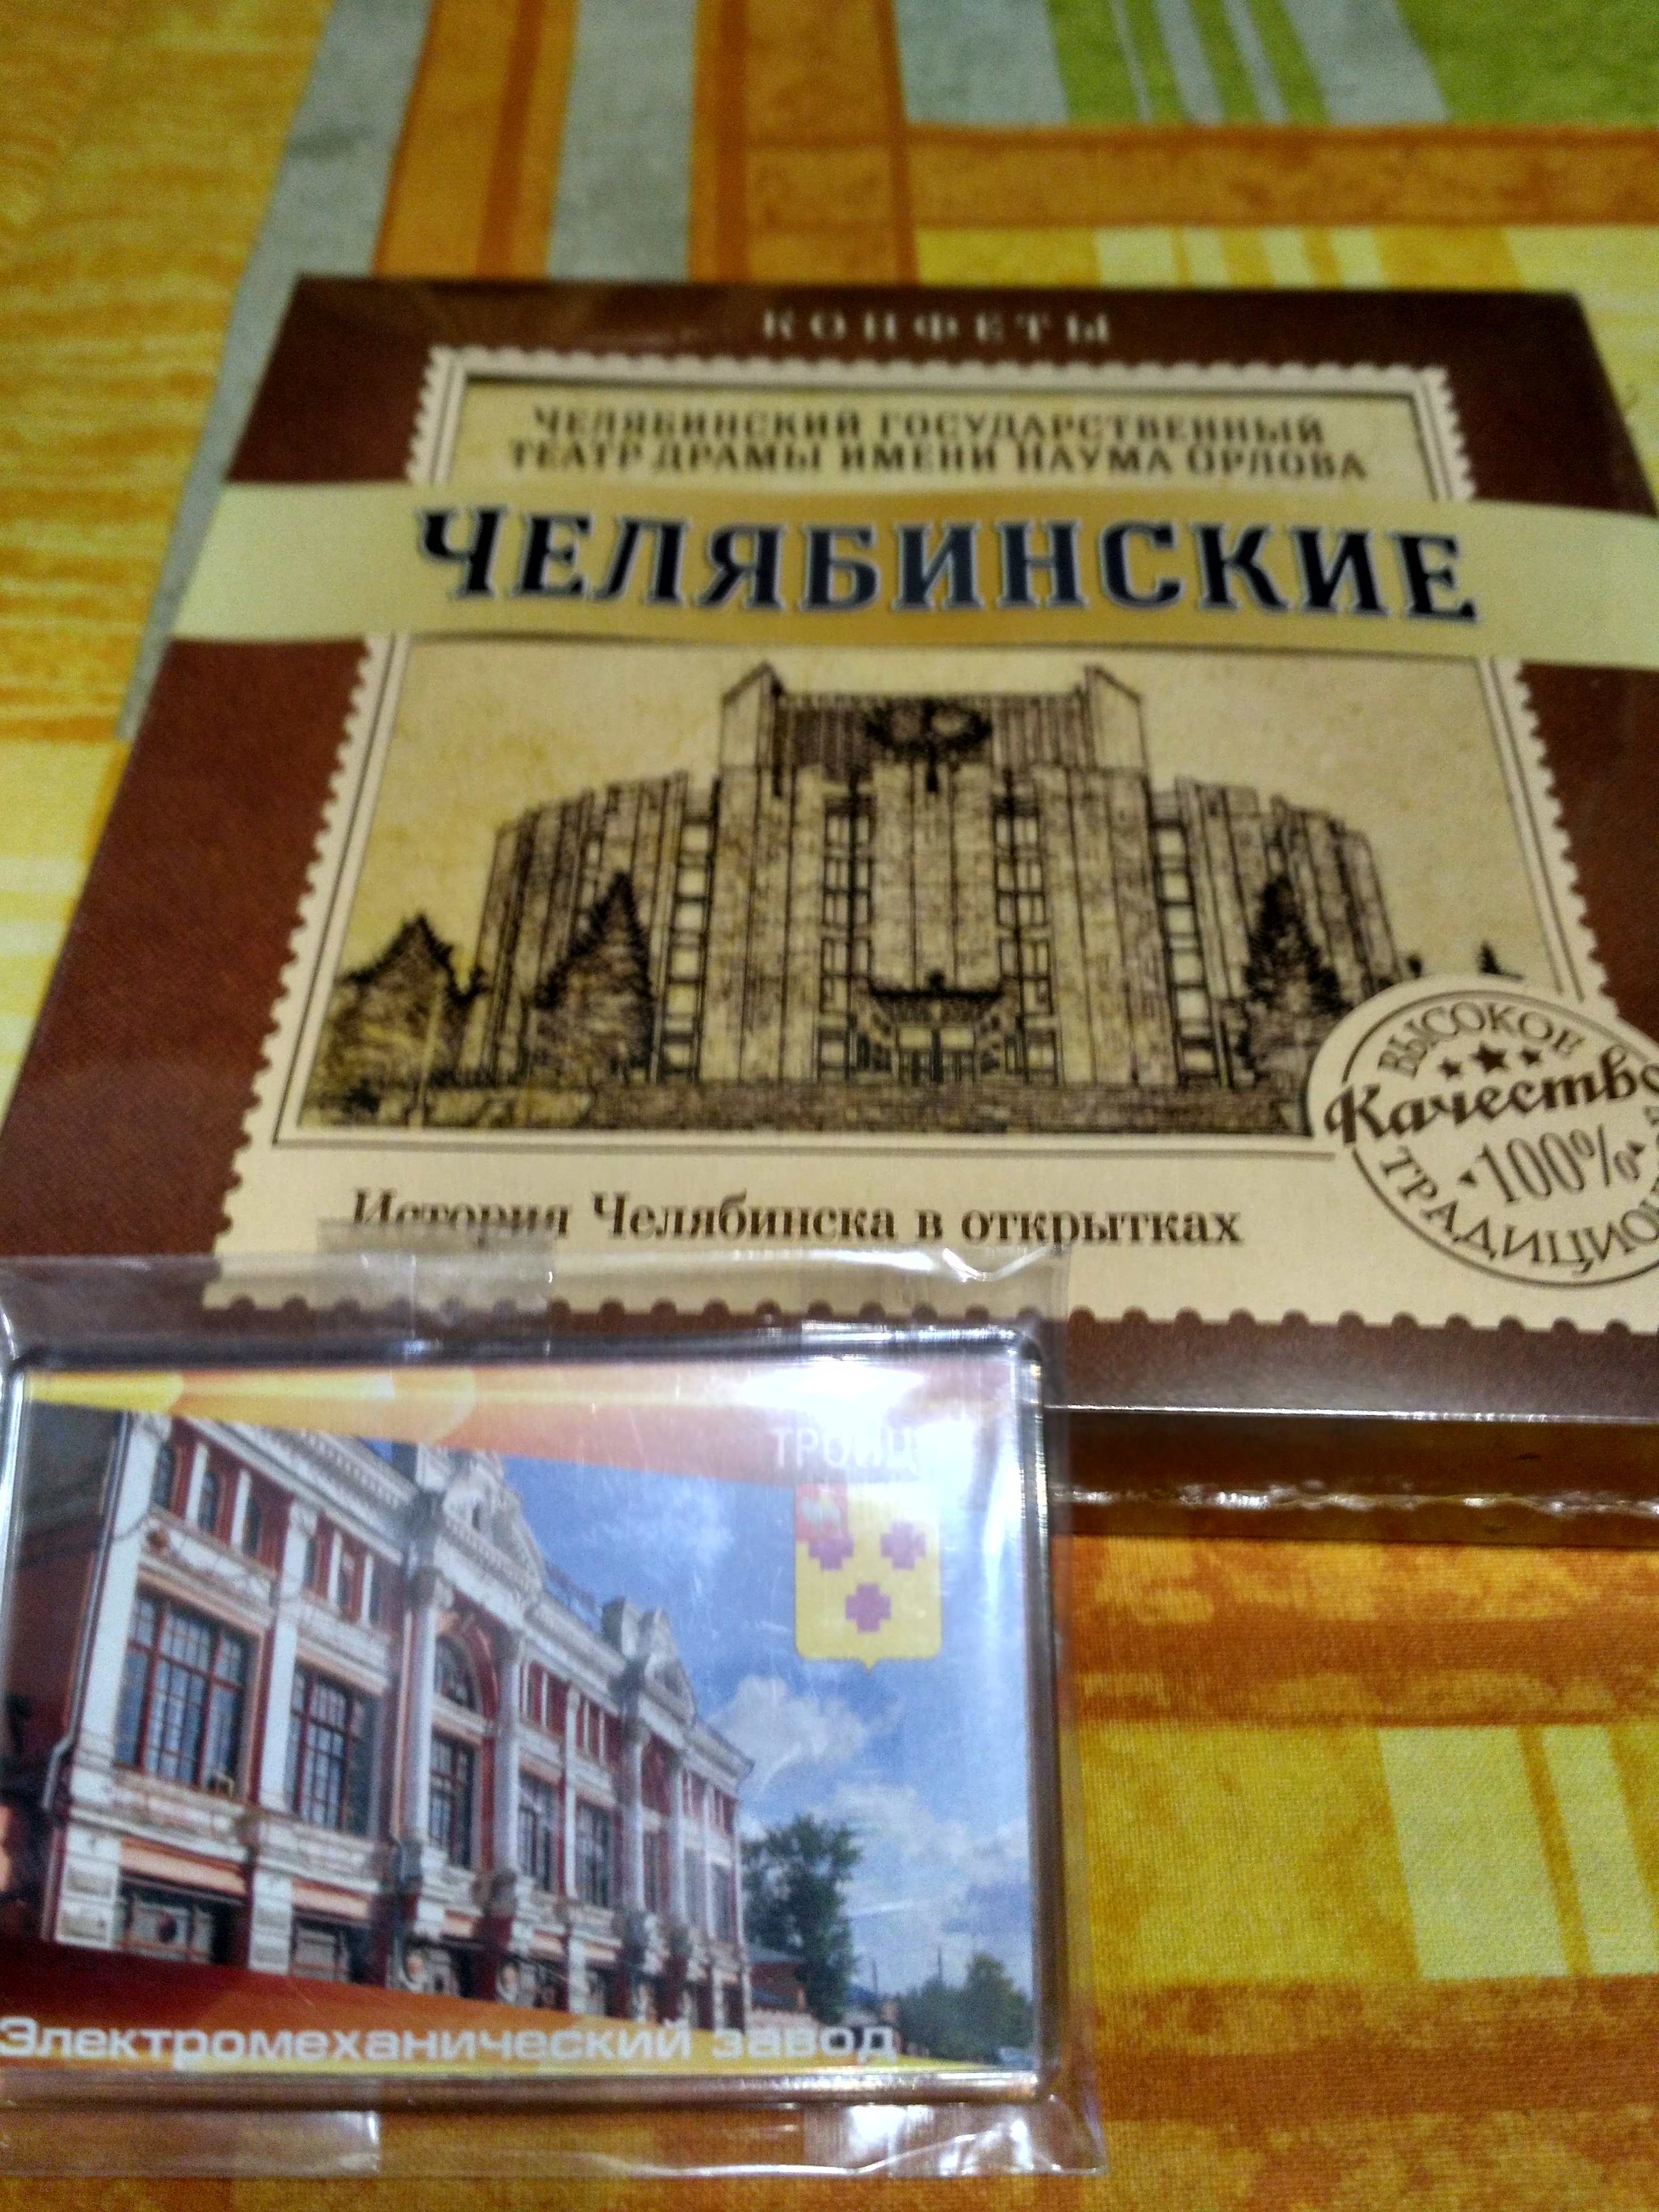 КОНФЕТЫ
ЧЕЛЯБИНСКИЙ ГОСУДАРСТВЕННЫЙ
ТЕАТР ДРАМЫ ИМЕНИ НАУМА ОРЛОВА
ЧЕЛЯБИНСКИЕ
ВЫСОКОЕ
Качество
100%
История Челябинска в открытках
Электромеханический завод